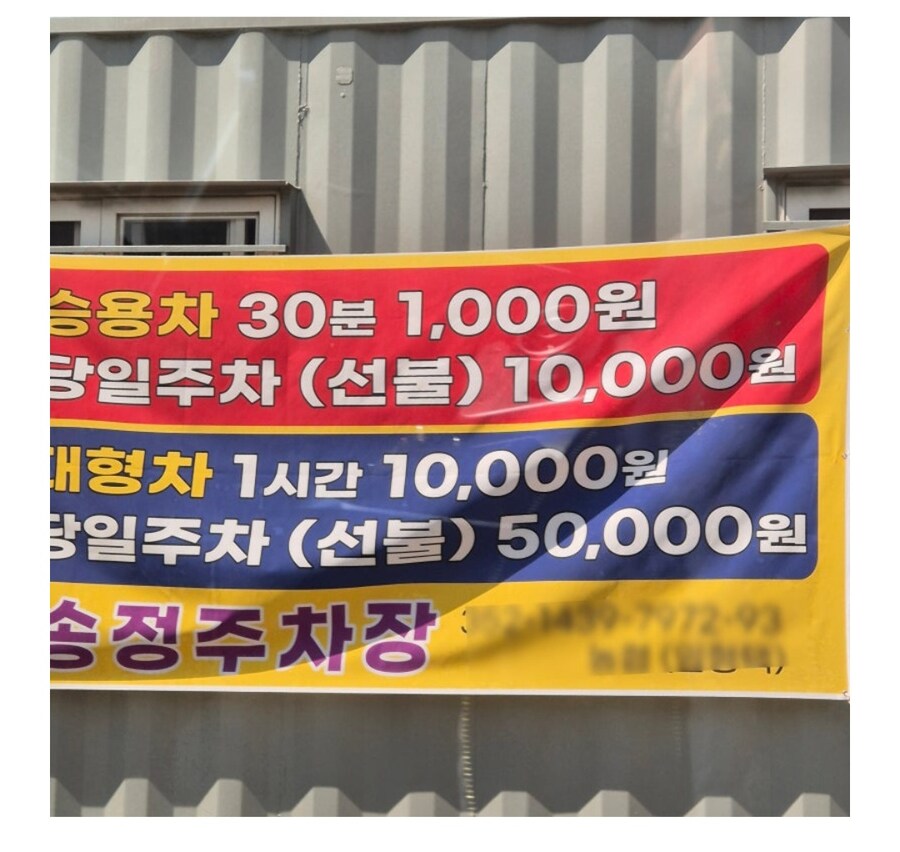 승용차 30분 1,000원
당일주차 (선불) 10,000원
대형차 1시간 10,000원
당일주차 (선불) 50,000원
송정주차장